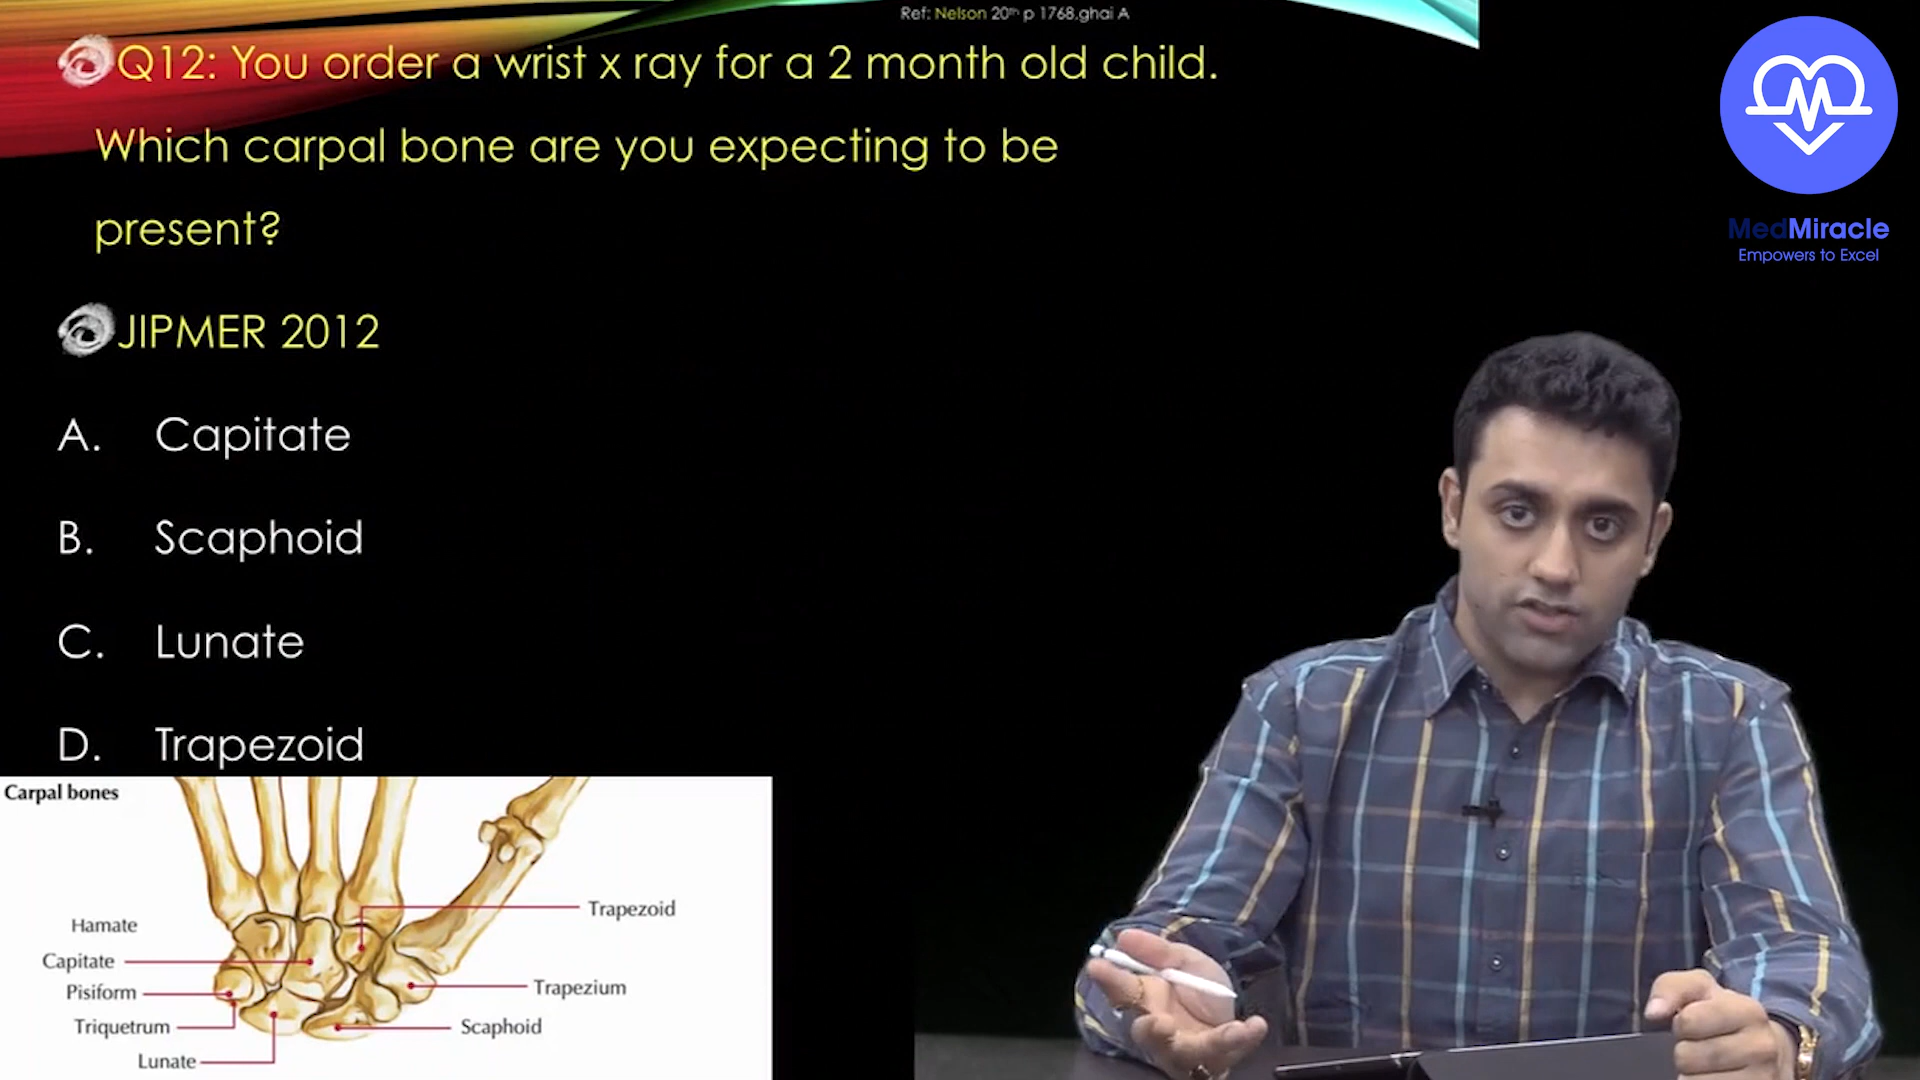 Ref: Nelson 20th p 1768.ghai A
Q12: You order a wrist x ray for a 2 month old child.
Which carpal bone are you expecting to be
present?
JIPMER 2012
A. Capitate
B. Scaphoid
C. Lunate
D. Trapezoid
MedMiracle
Empowers to Excel
Carpal bones
Hamate
Capitate
Pisiform
Triquetrum
Lunate
Trapezoid
Trapezium
Scaphoid